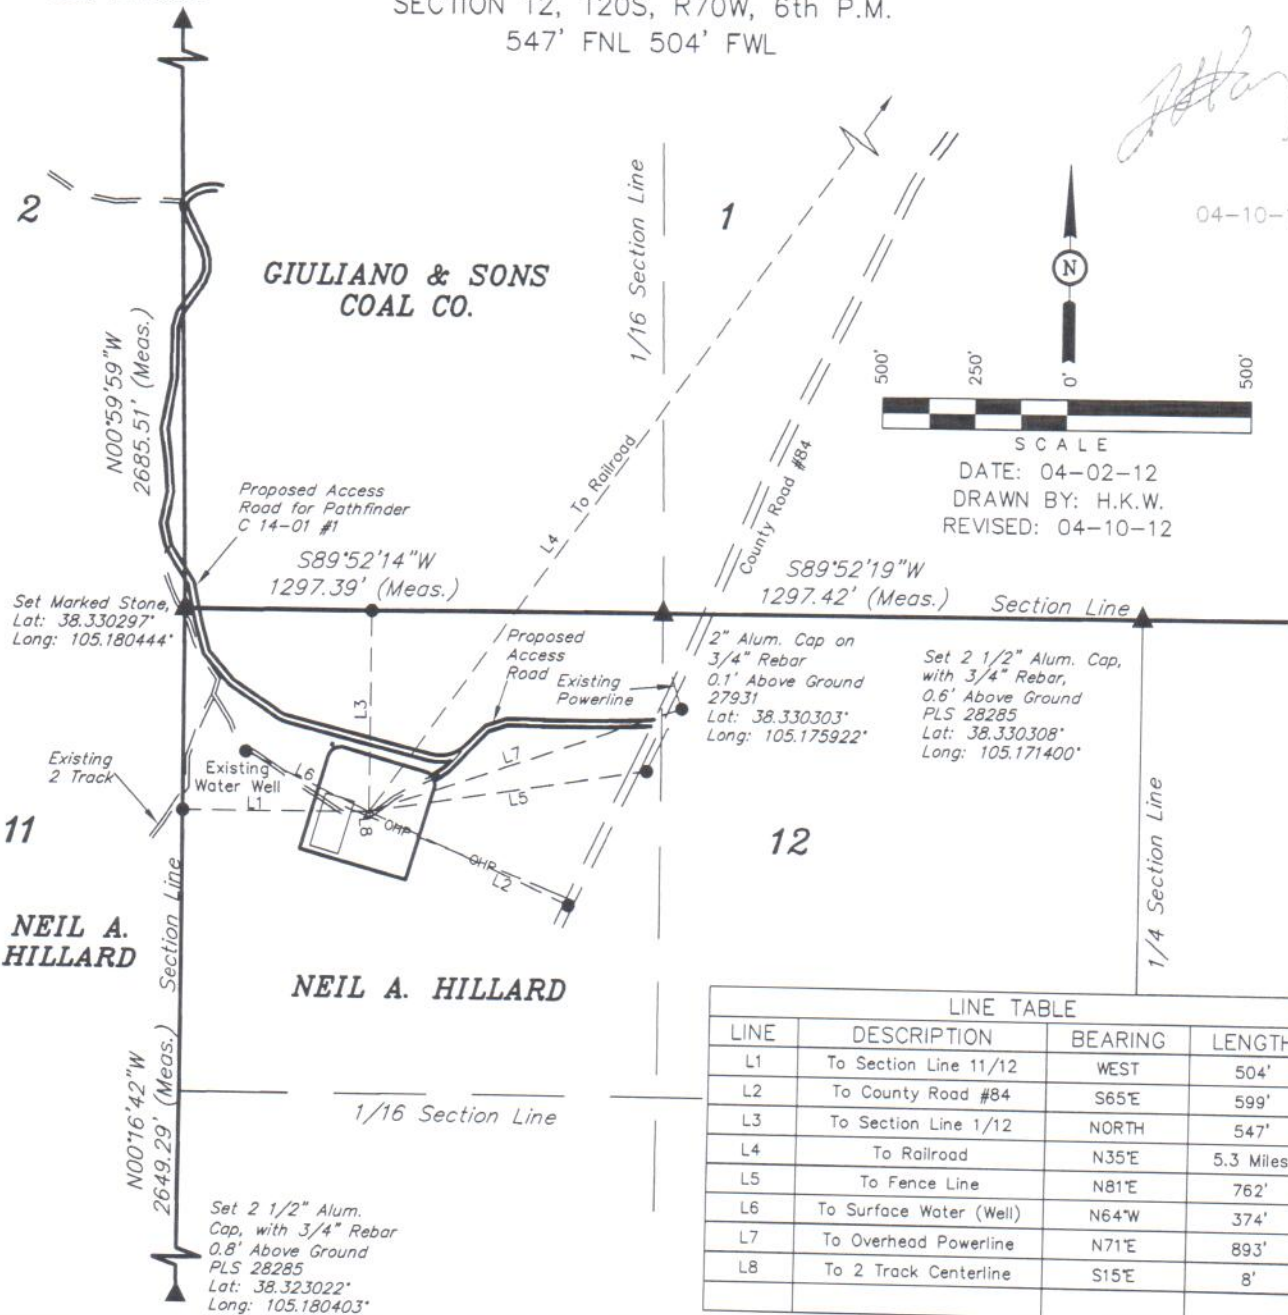 SECTION 12, T20S, R70W, 6th P.M.
547' FNL 504' FWL
2
1
04-10-
GIULIANO & SONS
COAL CO.
1/16 Section Line
N
N00°59'59"W
2685.51' (Meas.)
500'
250'
0'
500'
SCALE
DATE: 04-02-12
DRAWN BY: H.K.W.
REVISED: 04-10-12
To Railroad
L4
County Road #84
Proposed Access
Road for Pathfinder
C 14-01 #1
S89°52'14"W
1297.39' (Meas.)
S89°52'19"W
1297.42' (Meas.)
Section Line
Set Marked Stone,
Lat: 38.330297°
Long: 105.180444°
Proposed
Access
Road
Existing
Powerline
2" Alum. Cap on
3/4" Rebar
0.1' Above Ground
27931
Lat: 38.330303°
Long: 105.175922°
Set 2 1/2" Alum. Cap,
with 3/4" Rebar,
0.6' Above Ground
PLS 28285
Lat: 38.330308°
Long: 105.171400°
L3
L7
L5
L6
Existing
2 Track
Existing
Water Well
L1
L8
OHP
OHP
L2
11
12
Section Line
1/4 Section Line
NEIL A.
HILLARD
NEIL A. HILLARD
N00°16'42"W
2649.29' (Meas.)
1/16 Section Line
Set 2 1/2" Alum.
Cap, with 3/4" Rebar
0.8' Above Ground
PLS 28285
Lat: 38.323022°
Long: 105.180403°
LINE TABLE
LINE DESCRIPTION BEARING LENGTH
L1 To Section Line 11/12 WEST 504'
L2 To County Road #84 S65°E 599'
L3 To Section Line 1/12 NORTH 547'
L4 To Railroad N35°E 5.3 Miles
L5 To Fence Line N81°E 762'
L6 To Surface Water (Well) N64°W 374'
L7 To Overhead Powerline N71°E 893'
L8 To 2 Track Centerline S15°E 8'